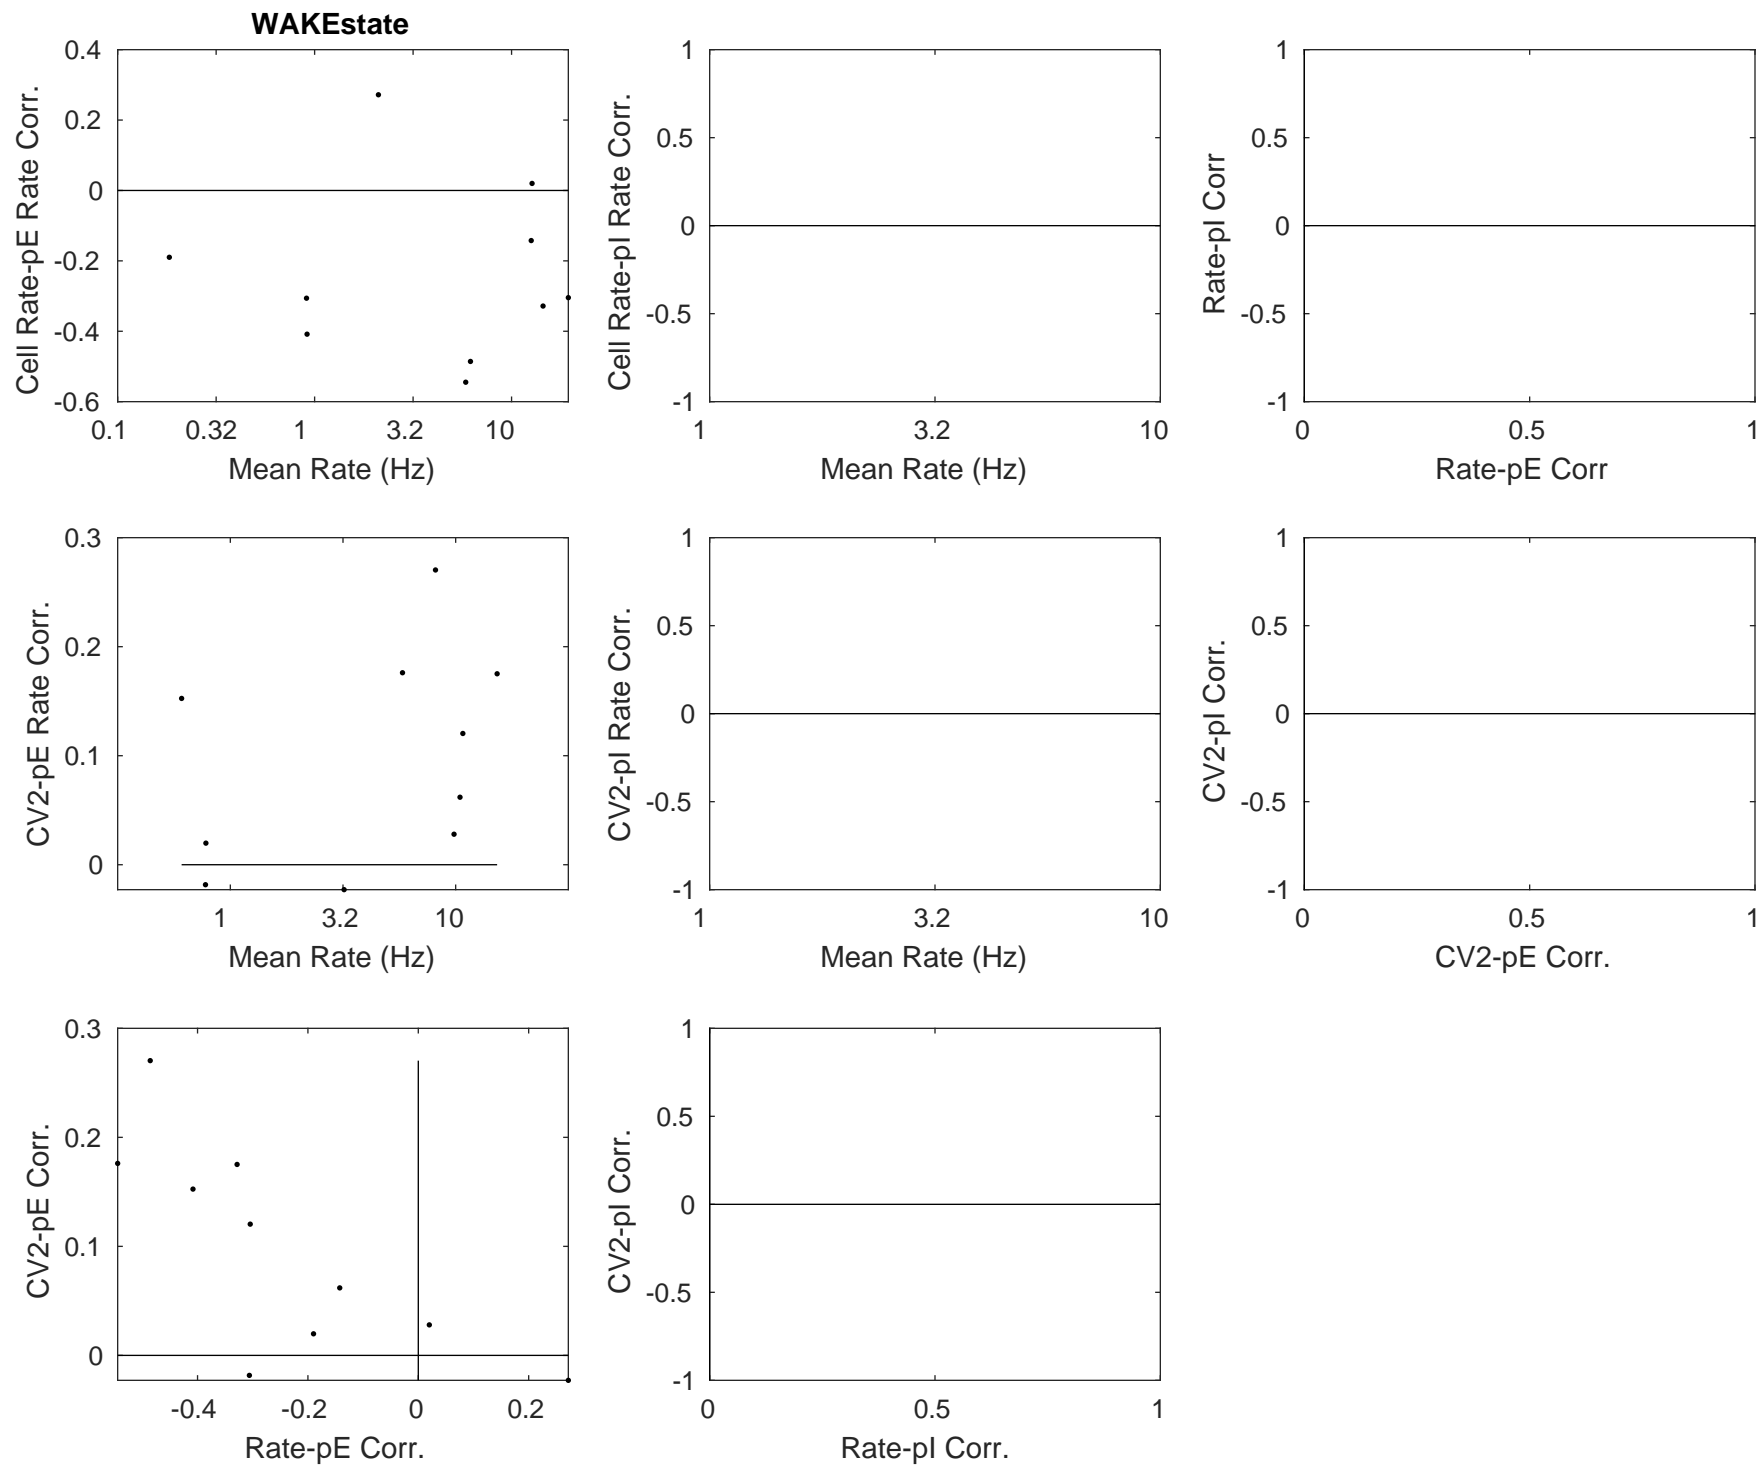 WAKEstate
0.4
0.2
0
-0.2
-0.4
-0.6
Cell Rate-pE Rate Corr.
0.1 0.32 1 3.2 10
Mean Rate (Hz)
1
0.5
0
-0.5
-1
Cell Rate-pI Rate Corr.
1 3.2 10
Mean Rate (Hz)
1
0.5
0
-0.5
-1
Rate-pI Corr
0 0.5 1
Rate-pE Corr
0.3
0.2
0.1
0
CV2-pE Rate Corr.
1 3.2 10
Mean Rate (Hz)
1
0.5
0
-0.5
-1
CV2-pI Rate Corr.
1 3.2 10
Mean Rate (Hz)
1
0.5
0
-0.5
-1
CV2-pI Corr.
0 0.5 1
CV2-pE Corr.
0.3
0.2
0.1
0
CV2-pE Corr.
-0.4 -0.2 0 0.2
Rate-pE Corr.
1
0.5
0
-0.5
-1
CV2-pI Corr.
0 0.5 1
Rate-pI Corr.